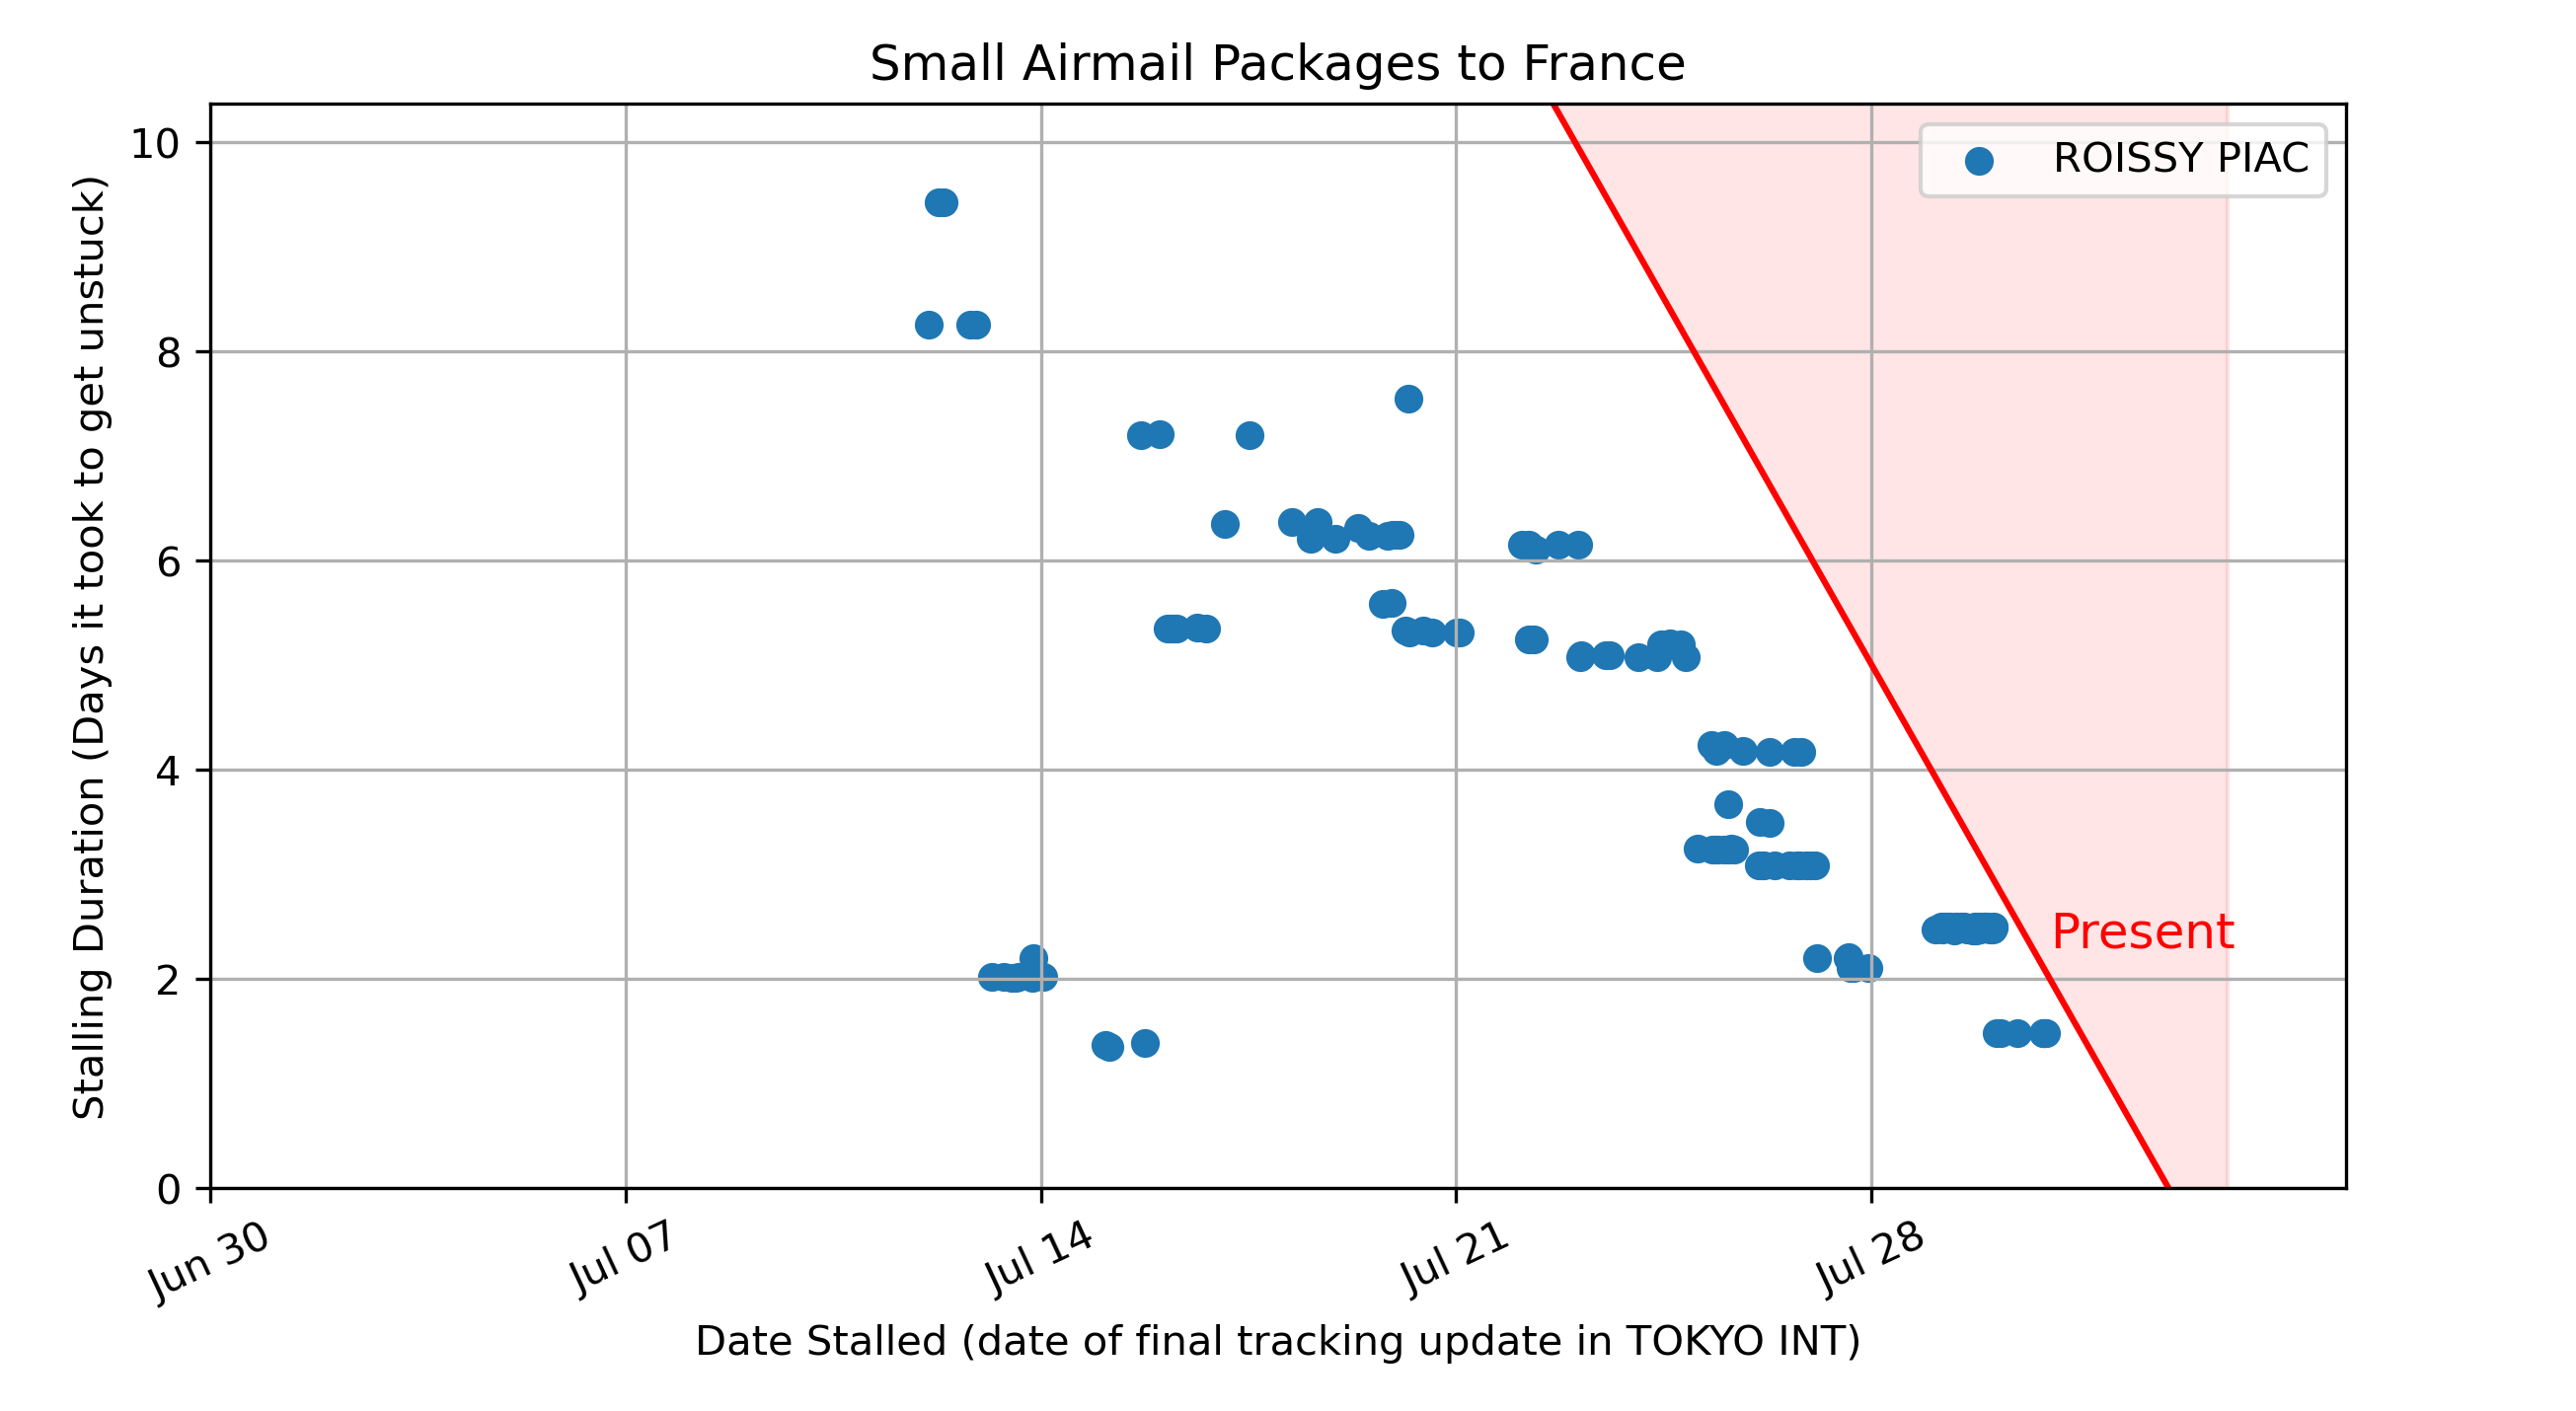 Small Airmail Packages to France
ROISSY PIAC
10
8
6
4
2
0
Stalling Duration (Days it took to get unstuck)
Present
Jun 30
Jul 07
Jul 14
Jul 21
Jul 28
Date Stalled (date of final tracking update in TOKYO INT)